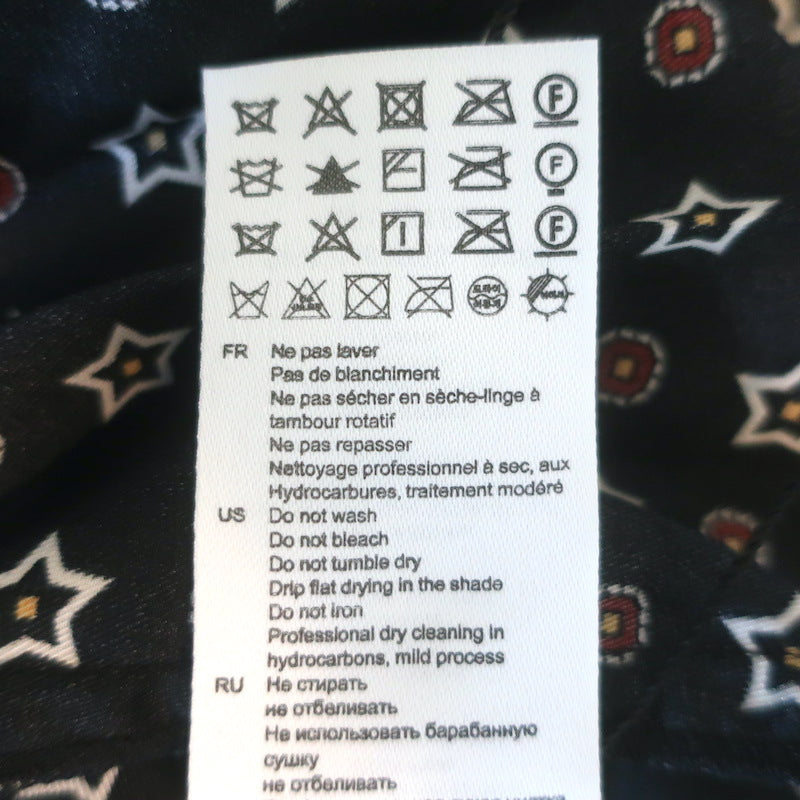 F
F
F
FR Ne pas laver
Pas de blanchiment
Ne pas sécher en sèche-linge à
tambour rotatif
Ne pas repasser
Nettoyage professionnel à sec, aux
Hydrocarbures, traitement modéré
US Do not wash
Do not bleach
Do not tumble dry
Drip flat drying in the shade
Do not iron
Professional dry cleaning in
hydrocarbons, mild process
RU Не стирать
не отбеливать
Не использовать барабанную
сушку
не отбеливать